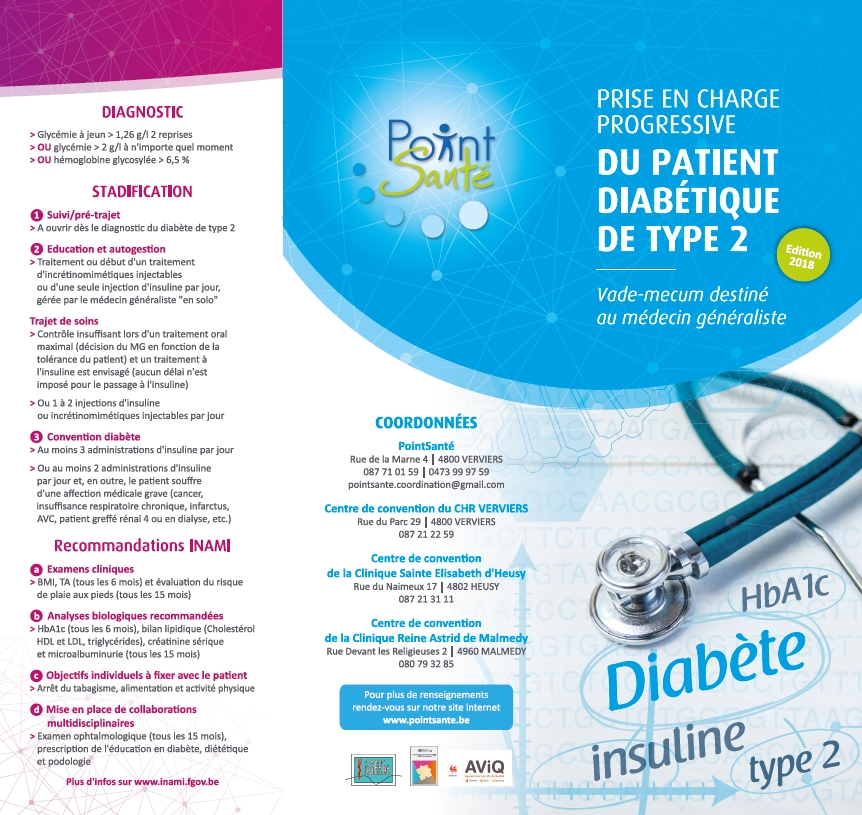 DIAGNOSTIC
> Glycémie à jeun > 1,26 g/l 2 reprises
> OU glycémie > 2 g/l à n'importe quel moment
> OU hémoglobine glycosylée > 6,5 %
STADIFICATION
1 Suivi/pré-trajet
> A ouvrir dès le diagnostic du diabète de type 2
2 Education et autogestion
> Traitement ou début d'un traitement
d'incrétinomimétiques injectables
ou d'une seule injection d'insuline par jour,
gérée par le médecin généraliste "en solo"
Trajet de soins
> Contrôle insuffisant lors d'un traitement oral
maximal (décision du MG en fonction de la
tolérance du patient) et un traitement à
l'insuline est envisagé (aucun délai n'est
imposé pour le passage à l'insuline)
> Ou 1 à 2 injections d'insuline
ou incrétinomimétiques injectables par jour
3 Convention diabète
> Au moins 3 administrations d'insuline par jour
> Ou au moins 2 administrations d'insuline
par jour et, en outre, le patient souffre
d'une affection médicale grave (cancer,
insuffisance respiratoire chronique, infarctus,
AVC, patient greffé rénal 4 ou en dialyse, etc.)
Recommandations INAMI
a Examens cliniques
> BMI, TA (tous les 6 mois) et évaluation du risque
de plaie aux pieds (tous les 15 mois)
b Analyses biologiques recommandées
> HbA1c (tous les 6 mois), bilan lipidique (Cholestérol
HDL et LDL, triglycérides), créatinine sérique
et microalbuminurie (tous les 15 mois)
c Objectifs individuels à fixer avec le patient
> Arrêt du tabagisme, alimentation et activité physique
d Mise en place de collaborations
multidisciplinaires
> Examen ophtalmologique (tous les 15 mois),
prescription de l'éducation en diabète, diététique
et podologie
Plus d'infos sur www.inami.fgov.be
Point
Santé
COORDONNÉES
PointSanté
Rue de la Marne 4 | 4800 VERVIERS
087 71 01 59 | 0473 99 97 59
pointsante.coordination@gmail.com
Centre de convention du CHR VERVIERS
Rue du Parc 29 | 4800 VERVIERS
087 21 22 59
Centre de convention
de la Clinique Sainte Elisabeth d'Heusy
Rue du Naimeux 17 | 4802 HEUSY
087 21 31 11
Centre de convention
de la Clinique Reine Astrid de Malmedy
Rue Devant les Religieuses 2 | 4960 MALMEDY
080 79 32 85
Pour plus de renseignements
rendez-vous sur notre site internet
www.pointsante.be
AViQ
PRISE EN CHARGE
PROGRESSIVE
DU PATIENT
DIABÉTIQUE
DE TYPE 2
Edition
2018
Vade-mecum destiné
au médecin généraliste
HbA1c
Diabète
insuline
type 2